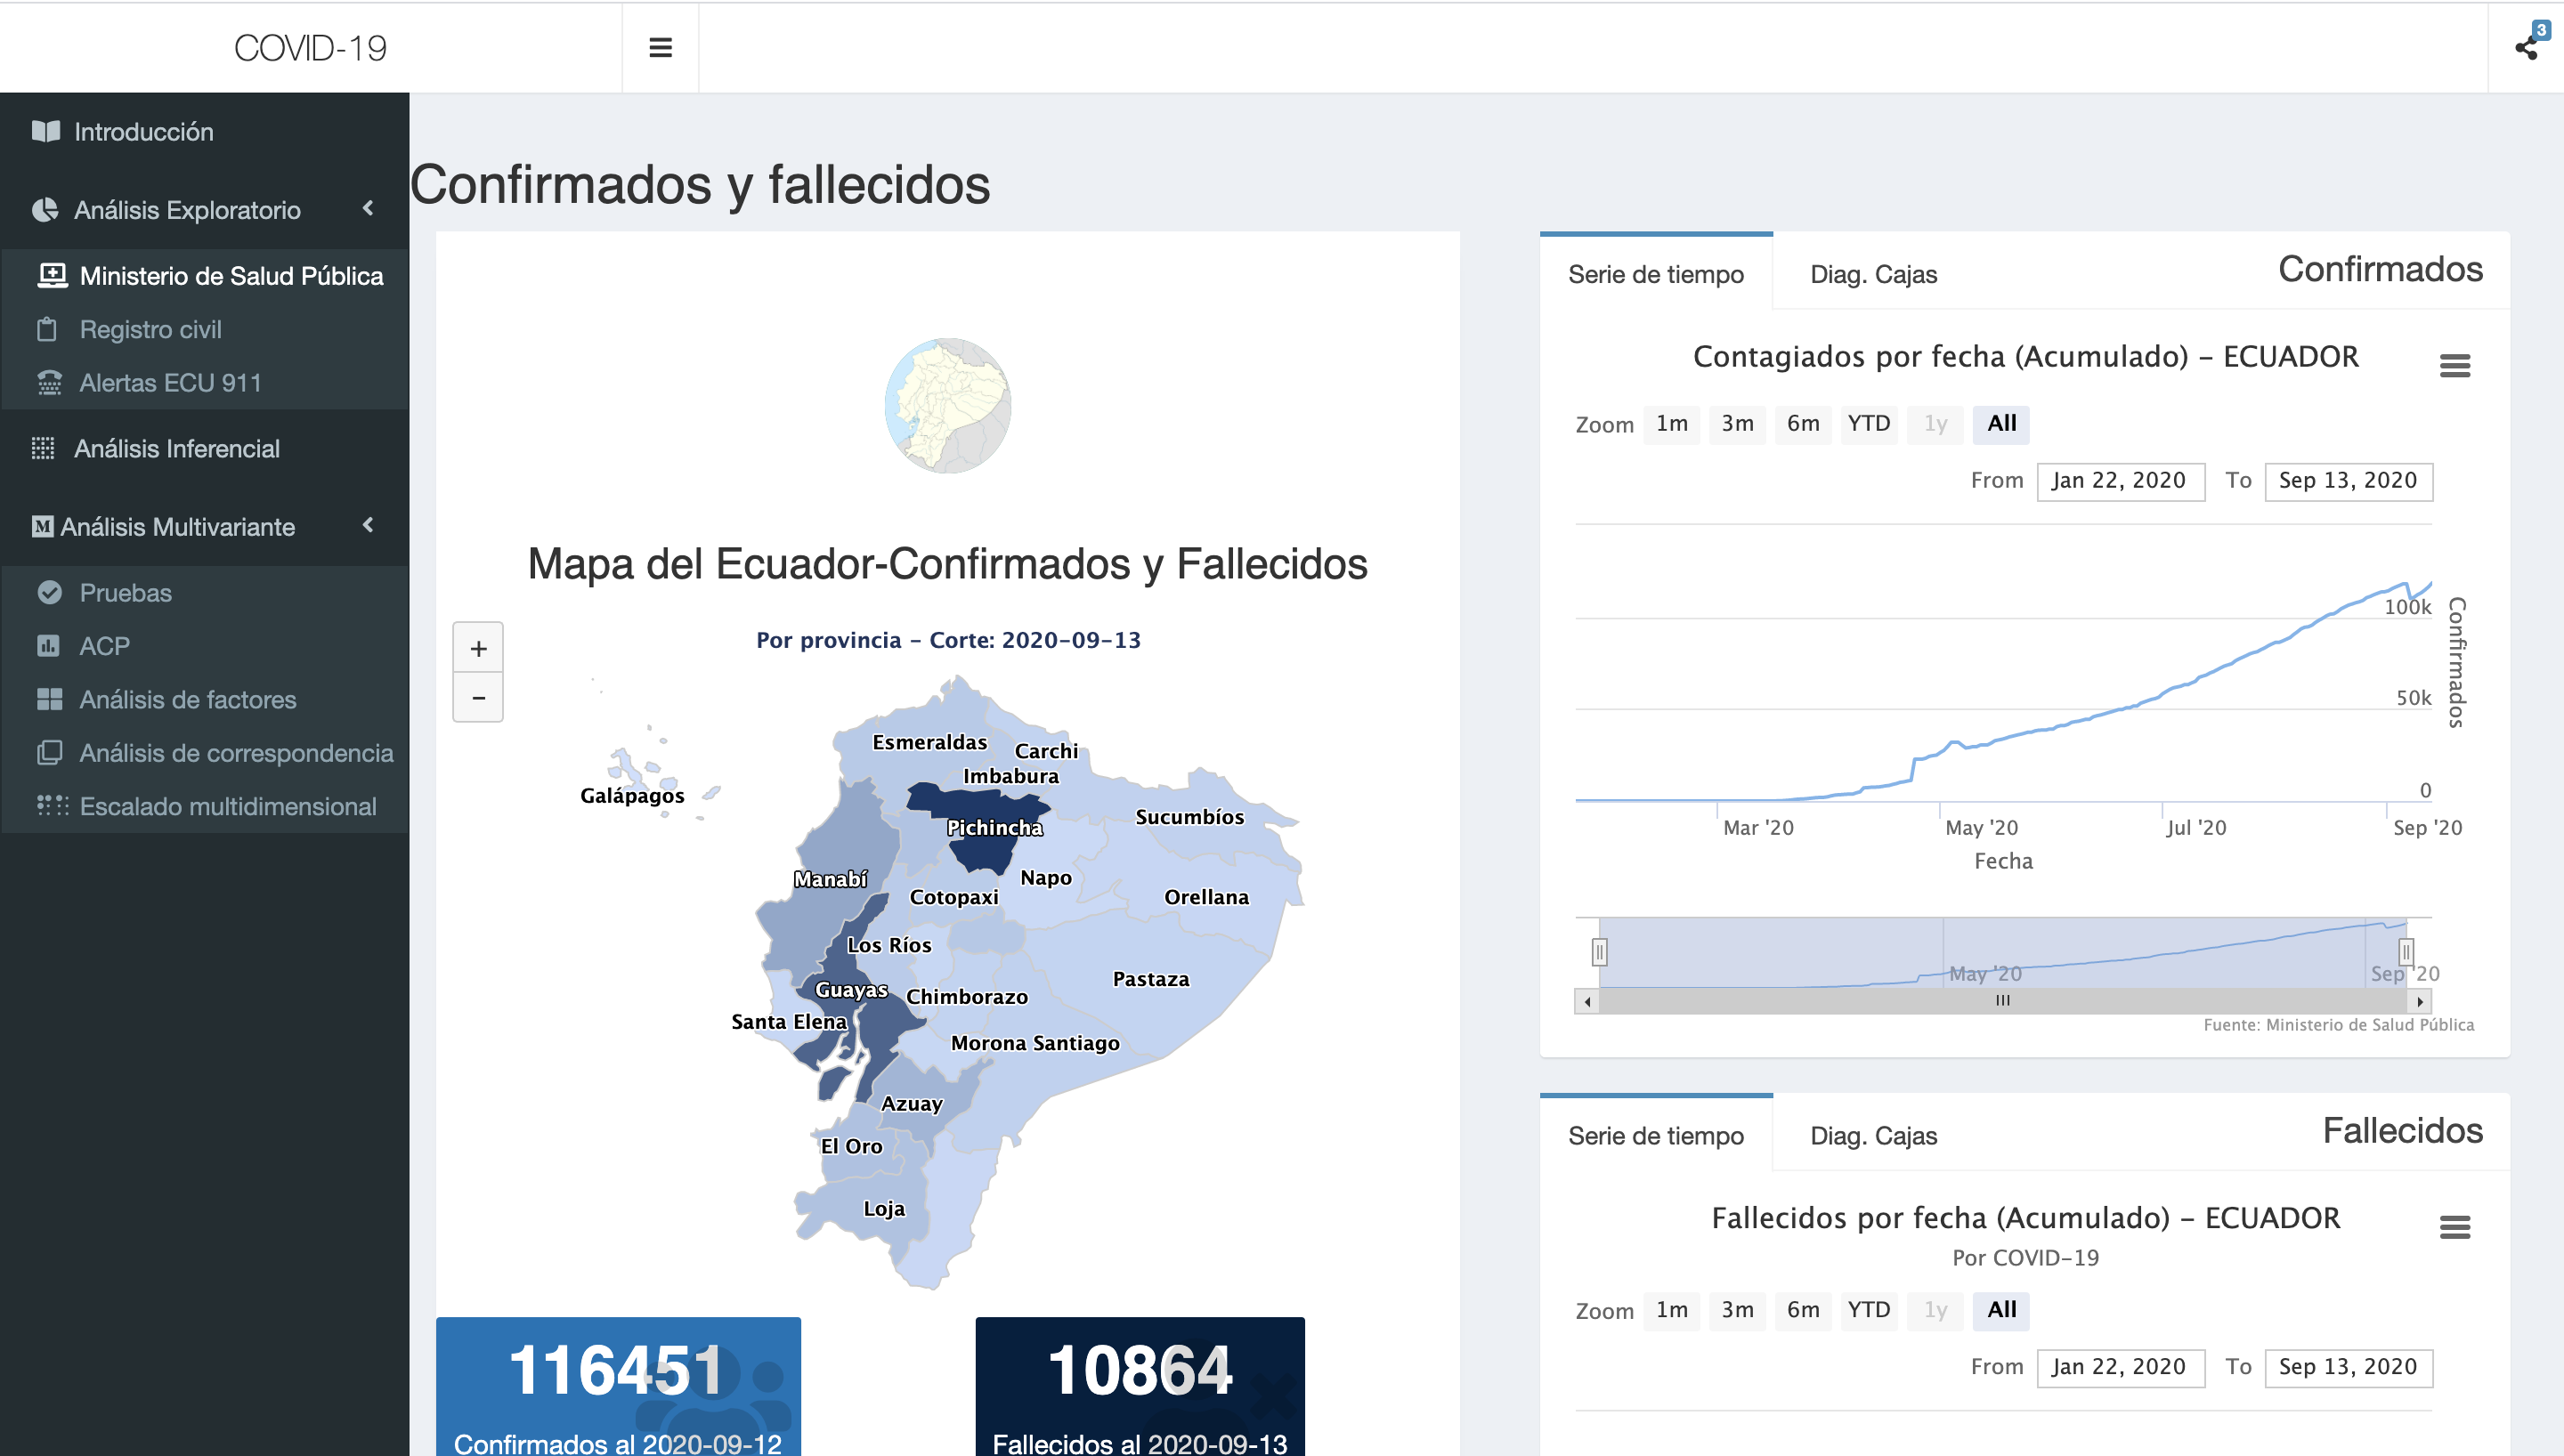 COVID-19
3
Introducción
Análisis Exploratorio
Ministerio de Salud Pública
Registro civil
Alertas ECU 911
Análisis Inferencial
Análisis Multivariante
Pruebas
ACP
Análisis de factores
Análisis de correspondencia
Escalado multidimensional
Confirmados y fallecidos
Mapa del Ecuador-Confirmados y Fallecidos
Por provincia - Corte: 2020-09-13
+
-
Esmeraldas
Carchi
Imbabura
Galápagos
Sucumbíos
Pichincha
Manabí
Napo
Cotopaxi
Orellana
Los Ríos
Pastaza
Guayas
Chimborazo
Santa Elena
Morona Santiago
Azuay
El Oro
Loja
116451
Confirmados al 2020-09-12
10864
Fallecidos al 2020-09-13
Serie de tiempo
Diag. Cajas
Confirmados
Contagiados por fecha (Acumulado) - ECUADOR
Zoom 1m 3m 6m YTD 1y All
From Jan 22, 2020 To Sep 13, 2020
100k
50k
0
Confirmados
Mar '20 May '20 Jul '20 Sep '20
Fecha
May '20 Sep '20
Fuente: Ministerio de Salud Pública
Serie de tiempo
Diag. Cajas
Fallecidos
Fallecidos por fecha (Acumulado) - ECUADOR
Por COVID-19
Zoom 1m 3m 6m YTD 1y All
From Jan 22, 2020 To Sep 13, 2020